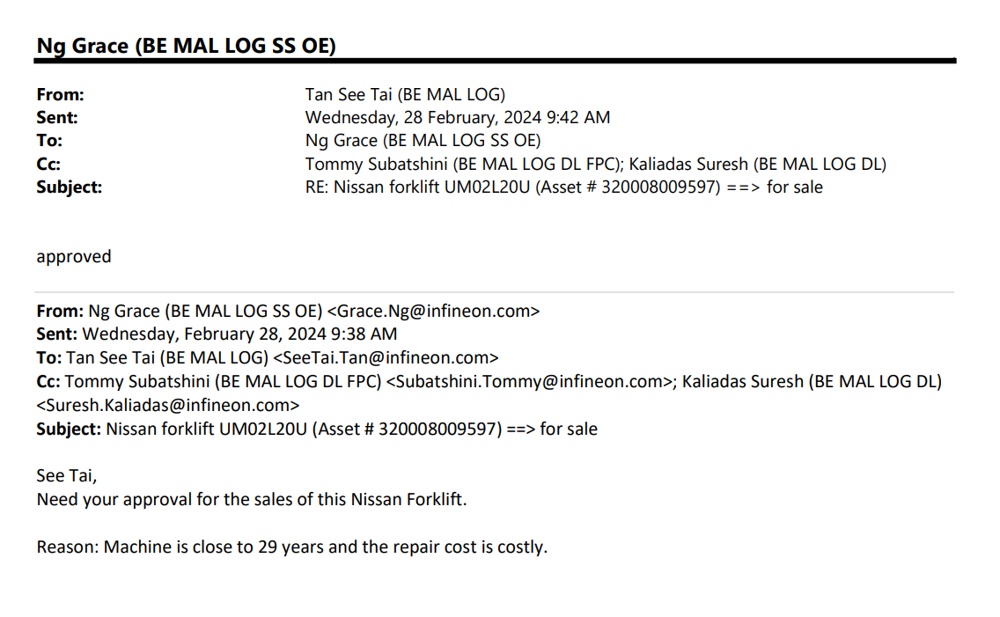 Ng Grace (BE MAL LOG SS OE)
From: Tan See Tai (BE MAL LOG)
Sent: Wednesday, 28 February, 2024 9:42 AM
To: Ng Grace (BE MAL LOG SS OE)
Cc: Tommy Subatshini (BE MAL LOG DL FPC); Kaliadas Suresh (BE MAL LOG DL)
Subject: RE: Nissan forklift UM02L20U (Asset # 320008009597) ==> for sale
approved
From: Ng Grace (BE MAL LOG SS OE) <Grace.Ng@infineon.com>
Sent: Wednesday, February 28, 2024 9:38 AM
To: Tan See Tai (BE MAL LOG) <SeeTai.Tan@infineon.com>
Cc: Tommy Subatshini (BE MAL LOG DL FPC) <Subatshini.Tommy@infineon.com>; Kaliadas Suresh (BE MAL LOG DL)
<Suresh.Kaliadas@infineon.com>
Subject: Nissan forklift UM02L20U (Asset # 320008009597) ==> for sale
See Tai,
Need your approval for the sales of this Nissan Forklift.
Reason: Machine is close to 29 years and the repair cost is costly.